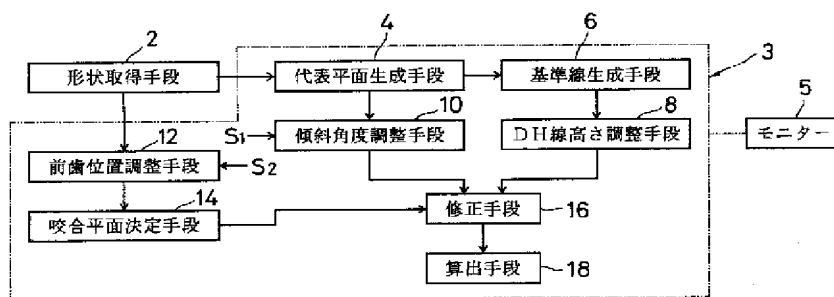 2
形状取得手段
4
代表平面生成手段
6
基準線生成手段
3
S1
10
傾斜角度調整手段
8
DH線高さ調整手段
5
モニター
12
前歯位置調整手段
S2
14
咬合平面決定手段
修正手段
16
算出手段
18